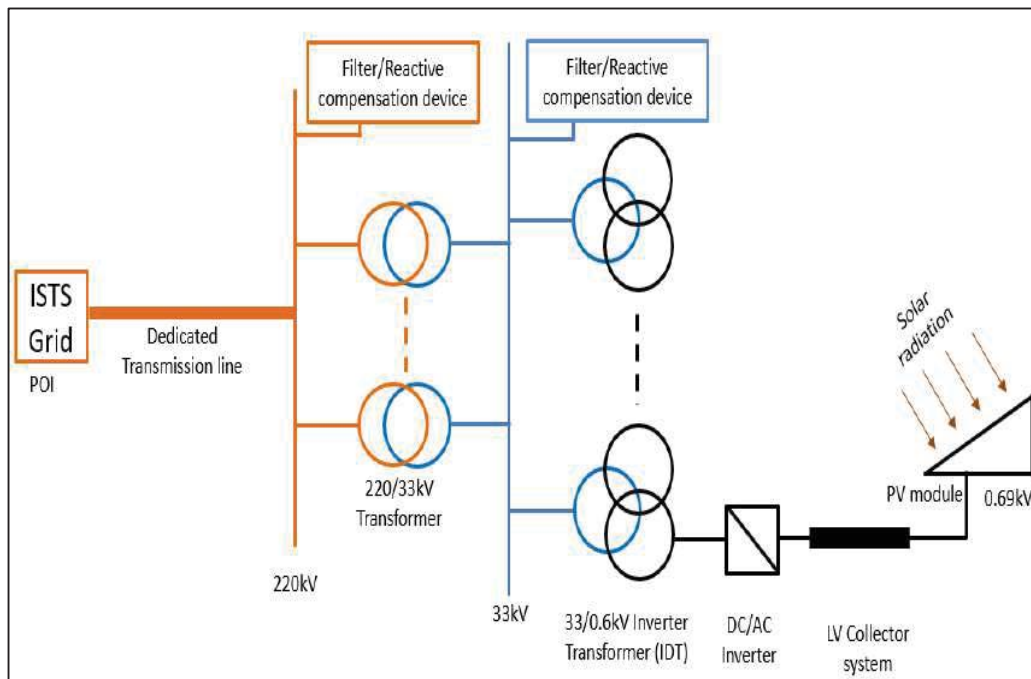 Filter/Reactive
compensation device
Filter/Reactive
compensation device
ISTS
Grid
POI
Dedicated
Transmission line
220/33kV
Transformer
220kV
33kV
33/0.6kV Inverter
Transformer (IDT)
DC/AC
Inverter
LV Collector
system
Solar
radiation
PV module
0.69kV